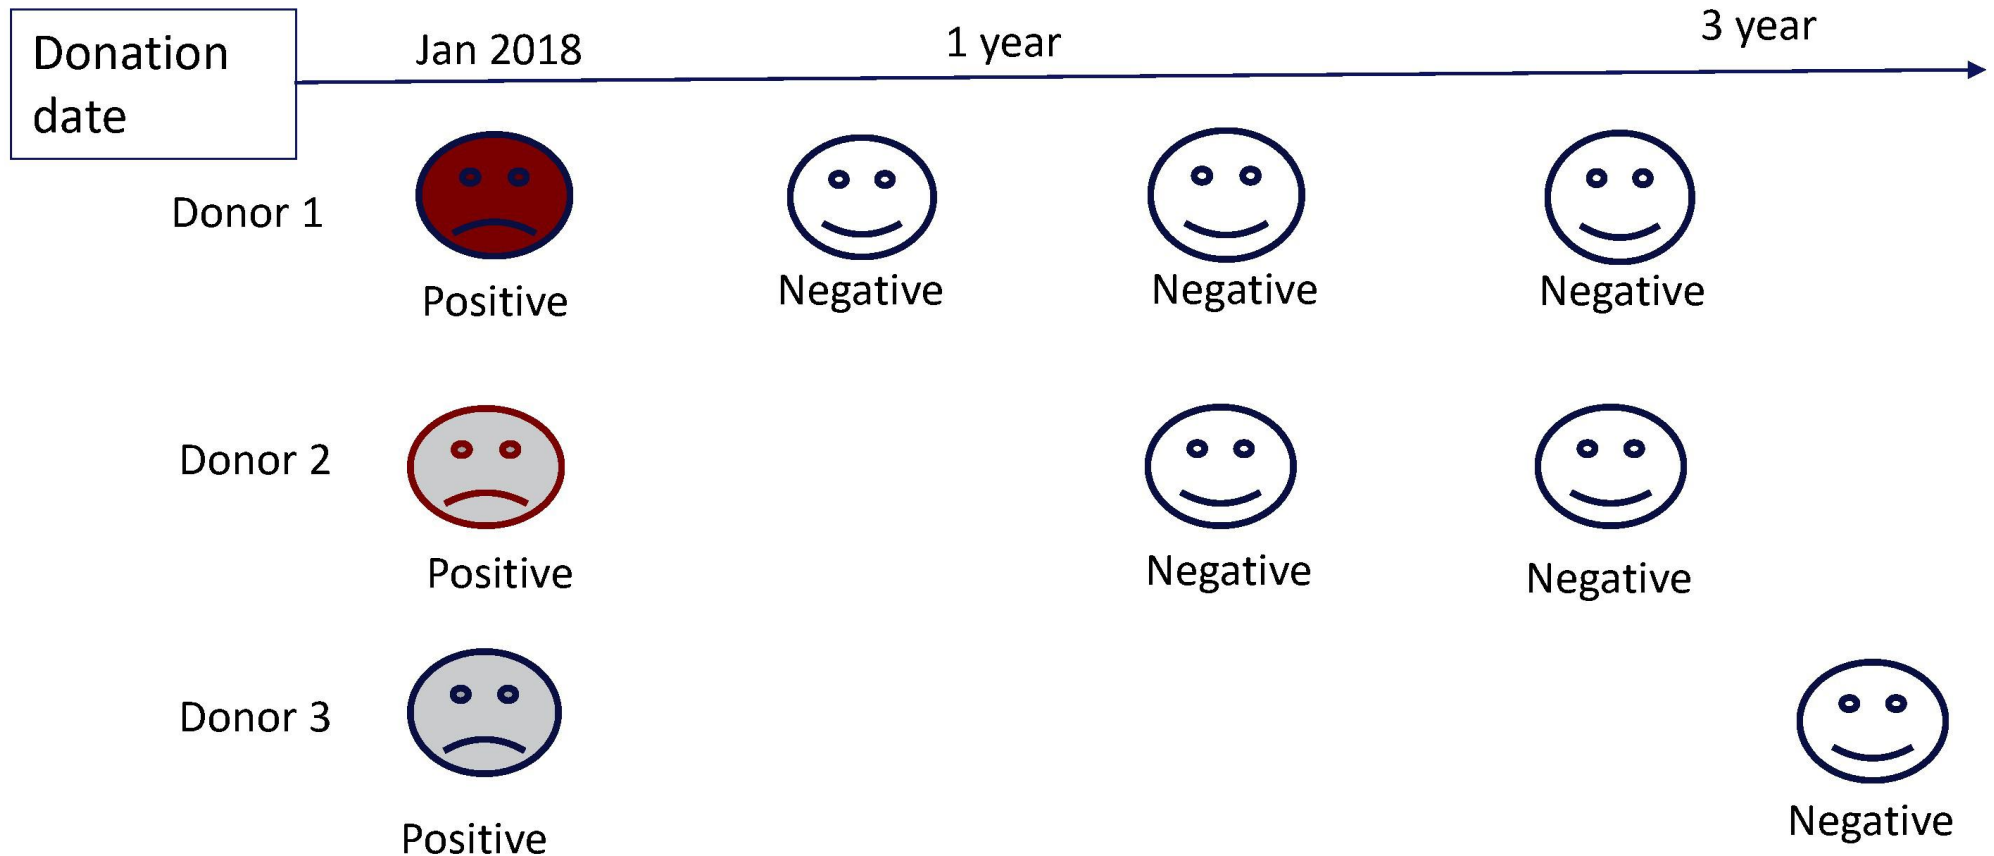 Donation
date
Jan 2018
1 year
3 year
Donor 1
Positive
Negative
Negative
Negative
Donor 2
Positive
Negative
Negative
Donor 3
Positive
Negative